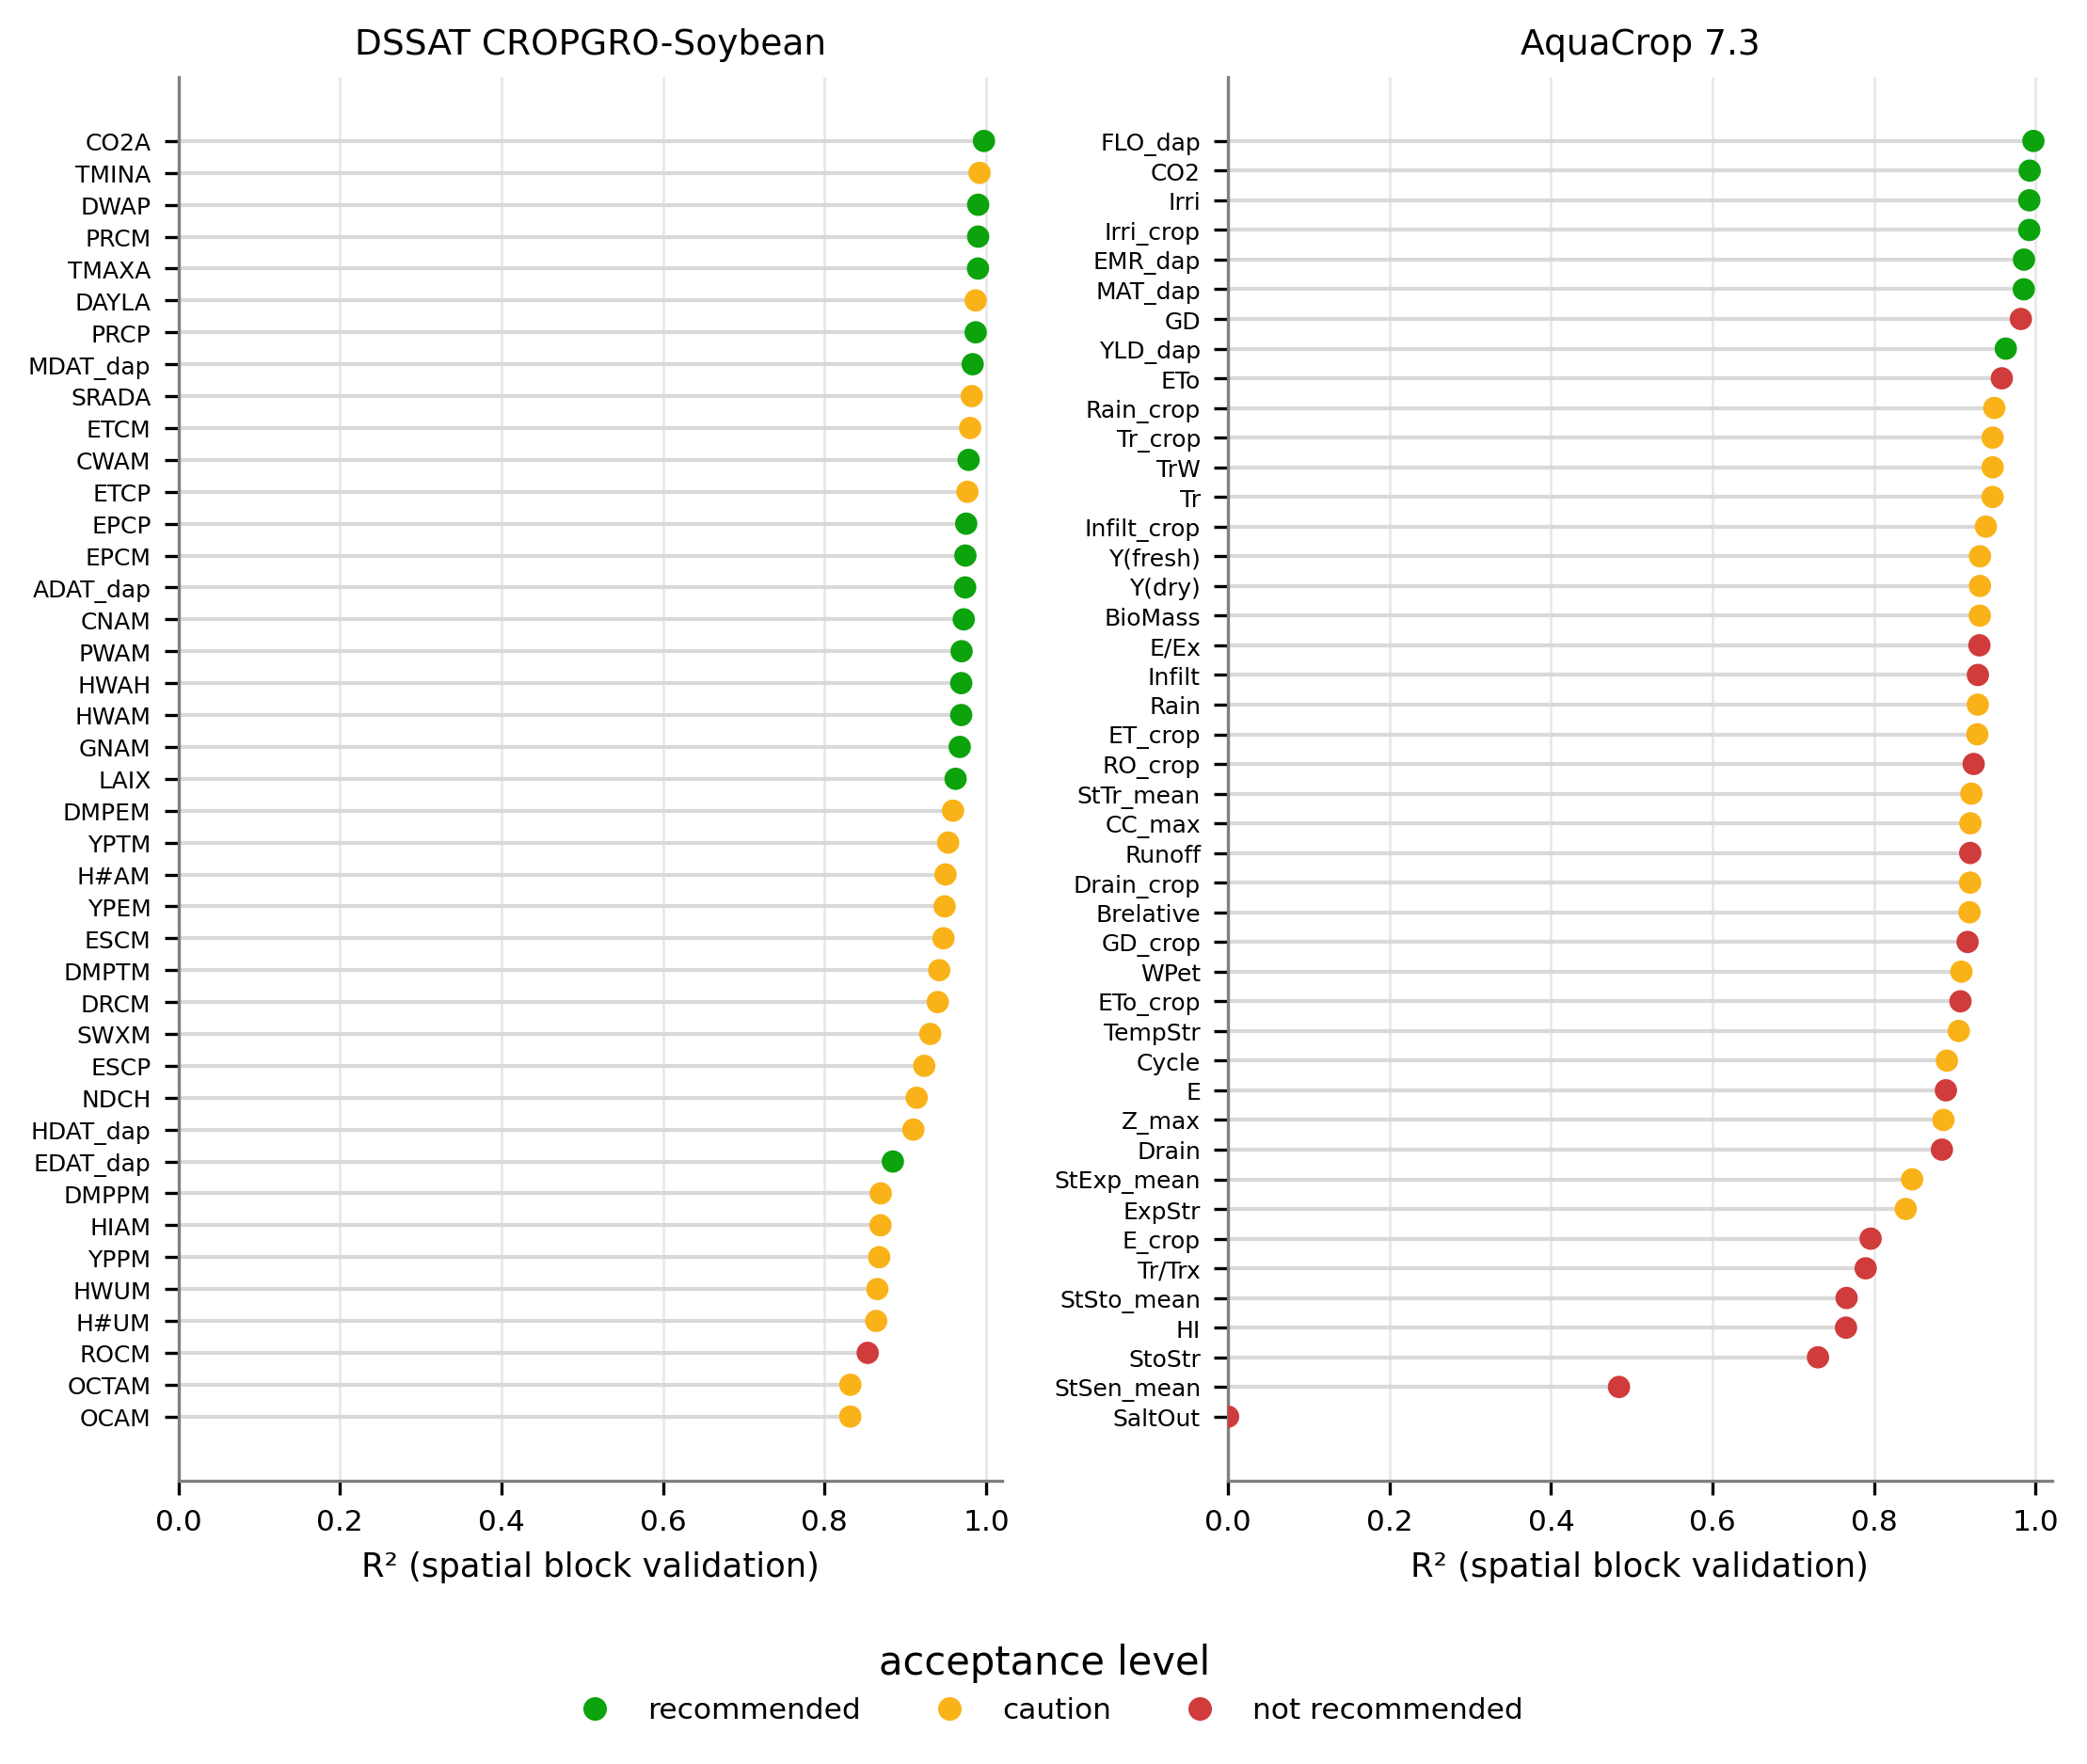 DSSAT CROPGRO-Soybean
CO2A
TMINA
DWAP
PRCM
TMAXA
DAYLA
PRCP
MDAT_dap
SRADA
ETCM
CWAM
ETCP
EPCP
EPCM
ADAT_dap
CNAM
PWAM
HWAH
HWAM
GNAM
LAIX
DMPEM
YPTM
H#AM
YPEM
ESCM
DMPTM
DRCM
SWXM
ESCP
NDCH
HDAT_dap
EDAT_dap
DMPPM
HIAM
YPPM
HWUM
H#UM
ROCM
OCTAM
OCAM
0.0 0.2 0.4 0.6 0.8 1.0
R² (spatial block validation)
AquaCrop 7.3
FLO_dap
CO2
Irri
Irri_crop
EMR_dap
MAT_dap
GD
YLD_dap
ETo
Rain_crop
Tr_crop
TrW
Tr
Infilt_crop
Y(fresh)
Y(dry)
BioMass
E/Ex
Infilt
Rain
ET_crop
RO_crop
StTr_mean
CC_max
Runoff
Drain_crop
Brelative
GD_crop
WPet
ETo_crop
TempStr
Cycle
E
Z_max
Drain
StExp_mean
ExpStr
E_crop
Tr/Trx
StSto_mean
HI
StoStr
StSen_mean
SaltOut
0.0 0.2 0.4 0.6 0.8 1.0
R² (spatial block validation)
acceptance level
recommended caution not recommended